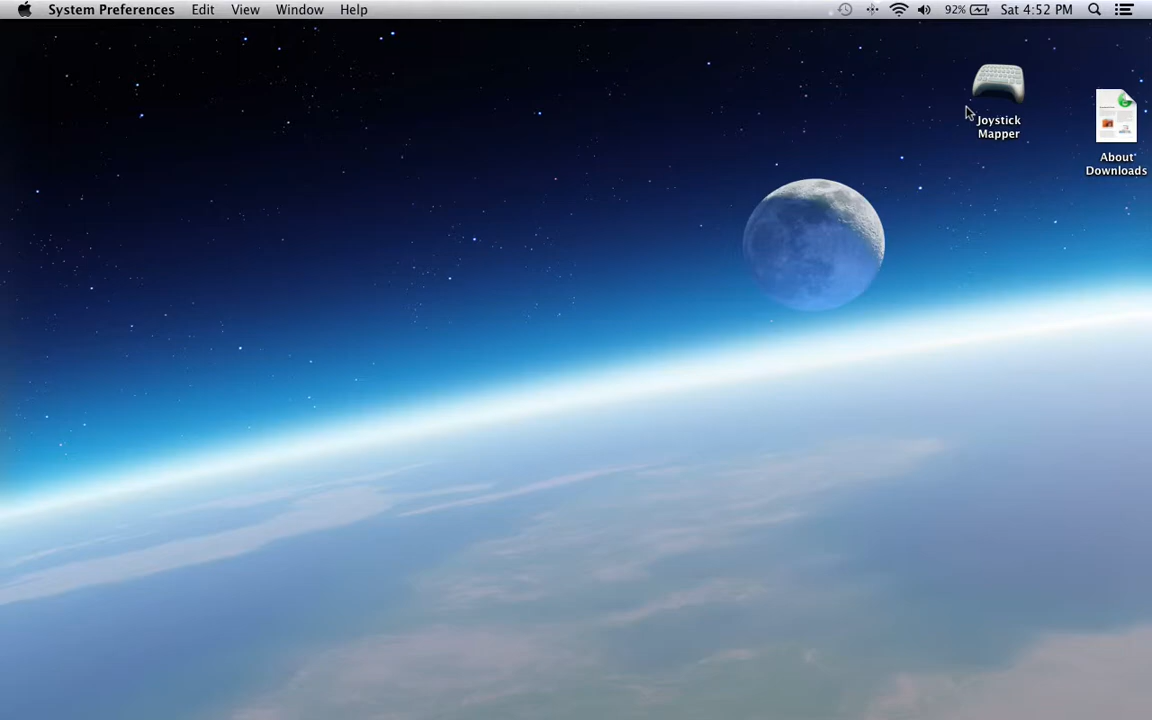 System Preferences Edit View Window Help 92% Sat 4:52 PM
Joystick
Mapper
About
Downloads